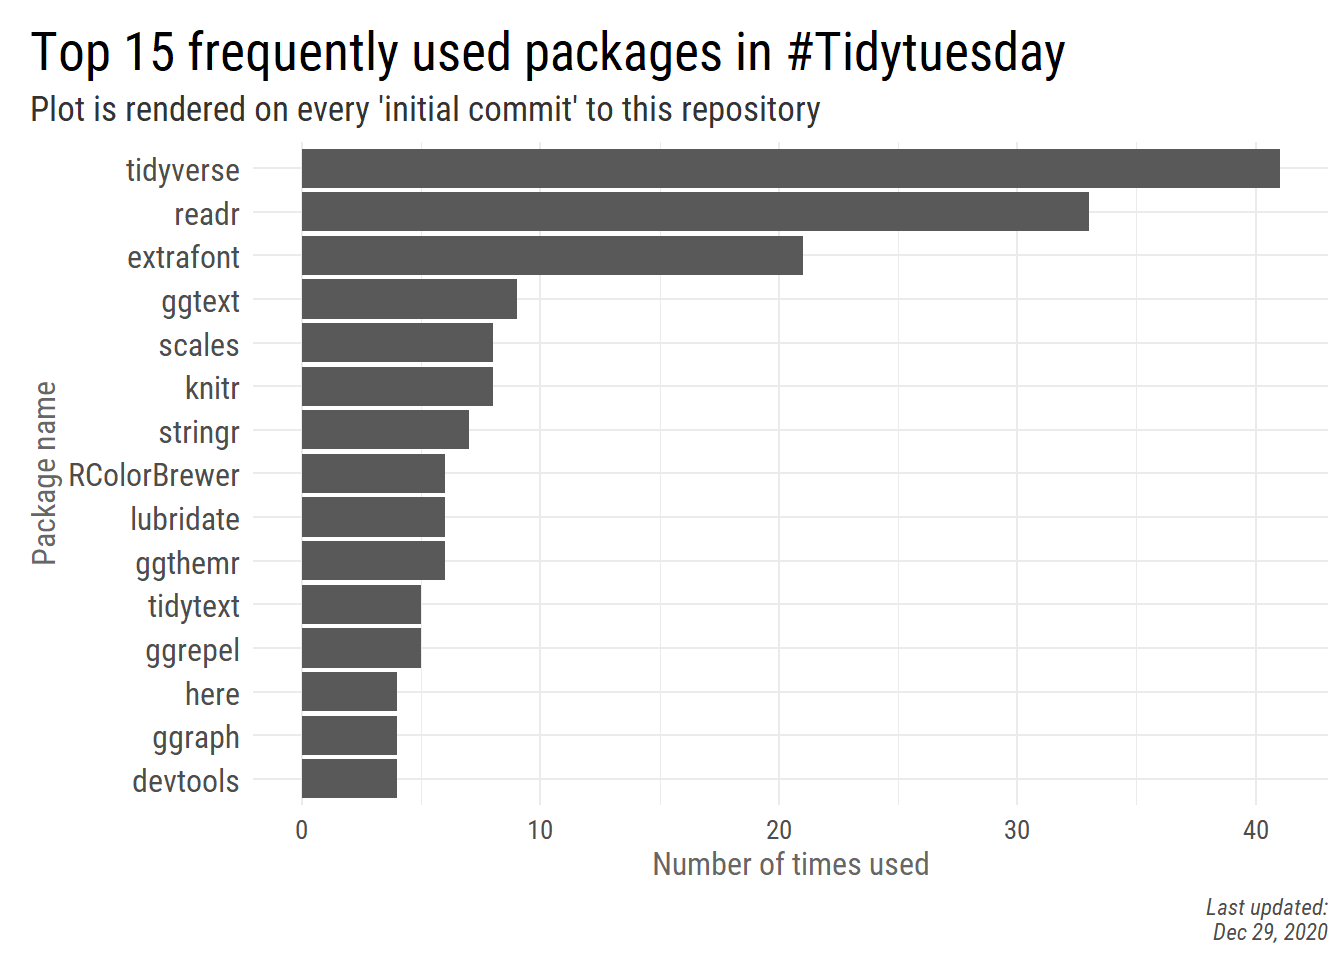 Top 15 frequently used packages in #Tidytuesday
Plot is rendered on every 'initial commit' to this repository
Package name
tidyverse
readr
extrafont
ggtext
scales
knitr
stringr
RColorBrewer
lubridate
ggthemr
tidytext
ggrepel
here
ggraph
devtools
0 10 20 30 40
Number of times used
Last updated:
Dec 29, 2020